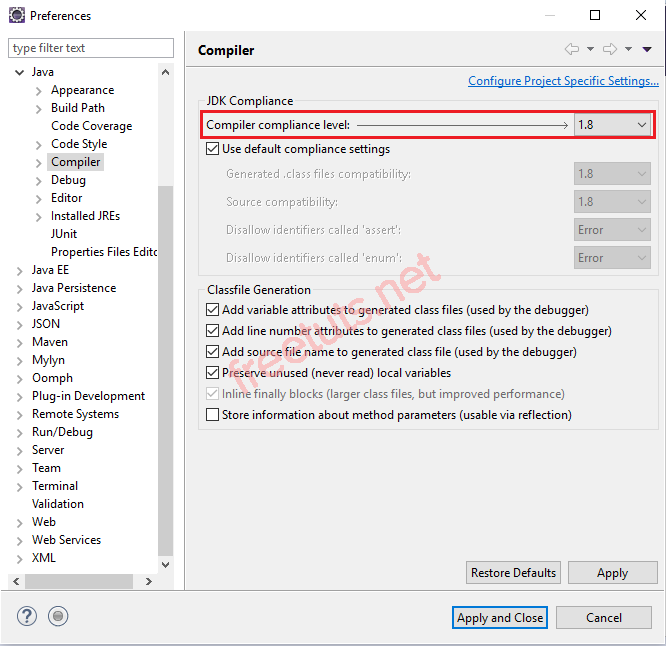 Preferences
type filter text
Java
Appearance
Build Path
Code Coverage
Code Style
Compiler
Debug
Editor
Installed JREs
JUnit
Properties Files Edito
Java EE
Java Persistence
JavaScript
JSON
Maven
Mylyn
Oomph
Plug-in Development
Remote Systems
Run/Debug
Server
Team
Terminal
Validation
Web
Web Services
XML
Compiler
Configure Project Specific Settings...
JDK Compliance
Compiler compliance level: 1.8
Use default compliance settings
Generated .class files compatibility: 1.8
Source compatibility: 1.8
Disallow identifiers called 'assert': Error
Disallow identifiers called 'enum': Error
Classfile Generation
Add variable attributes to generated class files (used by the debugger)
Add line number attributes to generated class files (used by the debugger)
Add source file name to generated class file (used by the debugger)
Preserve unused (never read) local variables
Inline finally blocks (larger class files, but improved performance)
Store information about method parameters (usable via reflection)
freetuts.net
Restore Defaults Apply
? Apply and Close Cancel